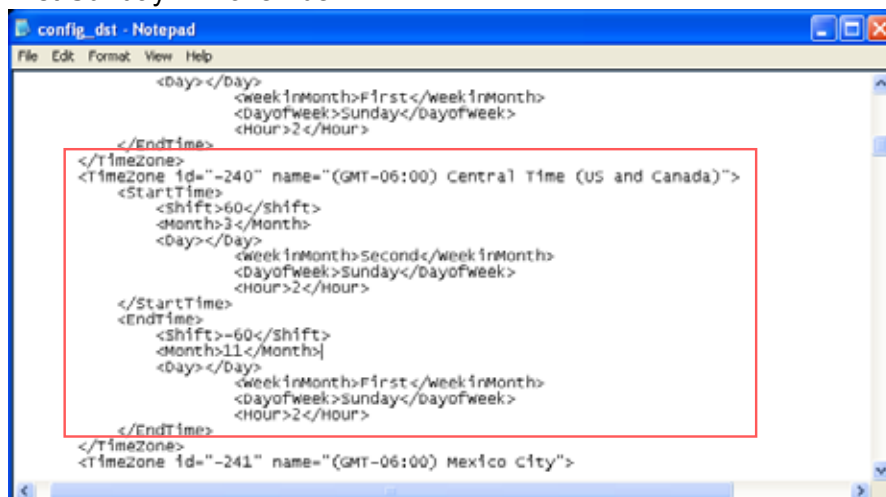 config_dst - Notepad
File Edit Format View Help
<Day></Day>
<WeekinMonth>First</WeekinMonth>
<DayofWeek>Sunday</DayofWeek>
<Hour>2</Hour>
</EndTime>
</TimeZone>
<TimeZone id="-240" name="(GMT-06:00) Central Time (US and Canada)">
<StartTime>
<Shift>60</Shift>
<Month>3</Month>
<Day></Day>
<WeekinMonth>Second</WeekinMonth>
<DayofWeek>Sunday</DayofWeek>
<Hour>2</Hour>
</StartTime>
<EndTime>
<Shift>-60</Shift>
<Month>11</Month>
<Day></Day>
<WeekinMonth>First</WeekinMonth>
<DayofWeek>Sunday</DayofWeek>
<Hour>2</Hour>
</EndTime>
</TimeZone>
<TimeZone id="-241" name="(GMT-06:00) Mexico City">